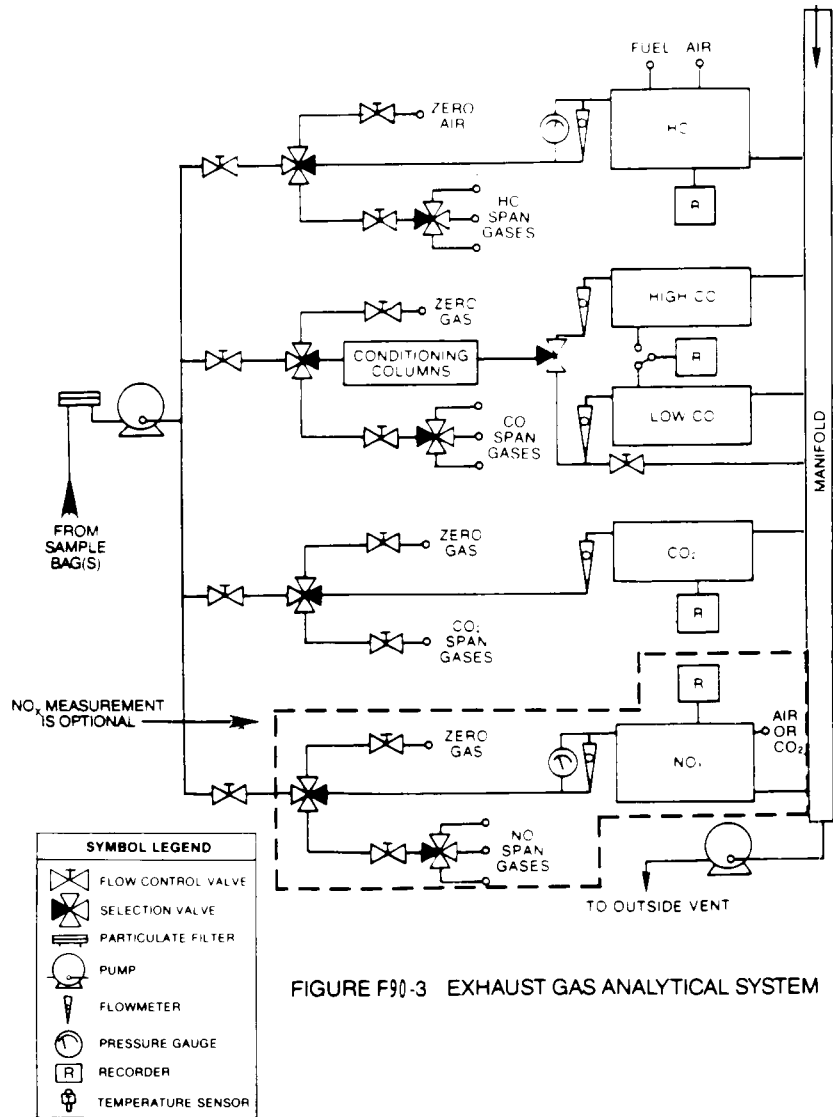 FUEL AIR
ZERO
AIR
HC
R
HC
SPAN
GASES
ZERO
GAS
HIGH CO
CONDITIONING
COLUMNS
R
LOW CO
CO
SPAN
GASES
MANIFOLD
FROM
SAMPLE
BAG(S)
ZERO
GAS
CO₂
R
CO₂
SPAN
GASES
NOₓ MEASUREMENT
IS OPTIONAL
R
AIR
OR
CO₂
ZERO
GAS
NOₓ
NO
SPAN
GASES
TO OUTSIDE VENT
SYMBOL LEGEND
FLOW CONTROL VALVE
SELECTION VALVE
PARTICULATE FILTER
PUMP
FLOWMETER
PRESSURE GAUGE
R RECORDER
TEMPERATURE SENSOR
FIGURE F90-3 EXHAUST GAS ANALYTICAL SYSTEM